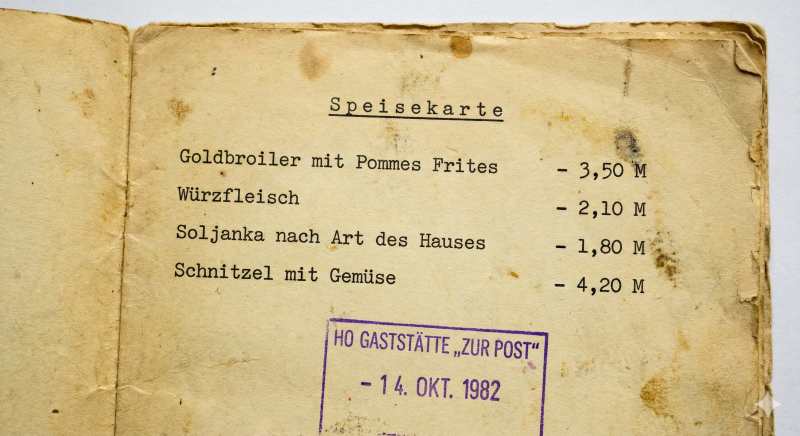 Speisekarte
Goldbroiler mit Pommes Frites - 3,50 M
Würzfleisch - 2,10 M
Soljanka nach Art des Hauses - 1,80 M
Schnitzel mit Gemüse - 4,20 M
HO GASTSTÄTTE „ZUR POST“
- 14. OKT. 1982